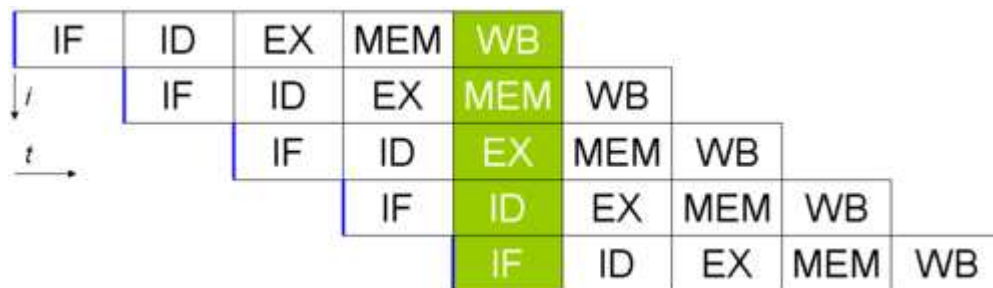 IF ID EX MEM WB
i IF ID EX MEM WB
t IF ID EX MEM WB
IF ID EX MEM WB
IF ID EX MEM WB